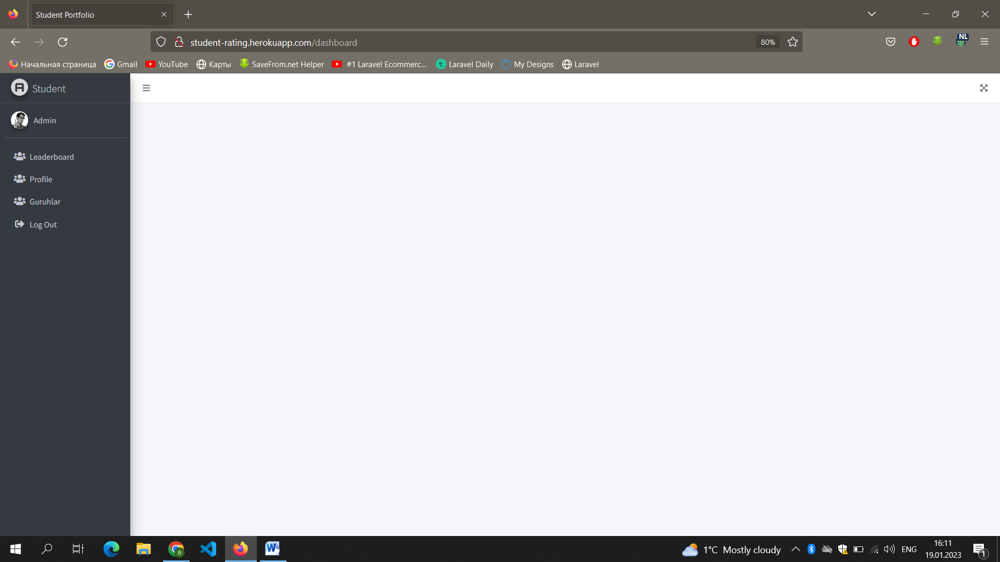 Student Portfolio
student-rating.herokuapp.com/dashboard
80%
NL
Начальная страница
Gmail
YouTube
Карты
SaveFrom.net Helper
#1 Laravel Ecommerc...
Laravel Daily
My Designs
Laravel
Student
Admin
Leaderboard
Profile
Guruhlar
Log Out
1°C Mostly cloudy
ENG
16:11
19.01.2023
1